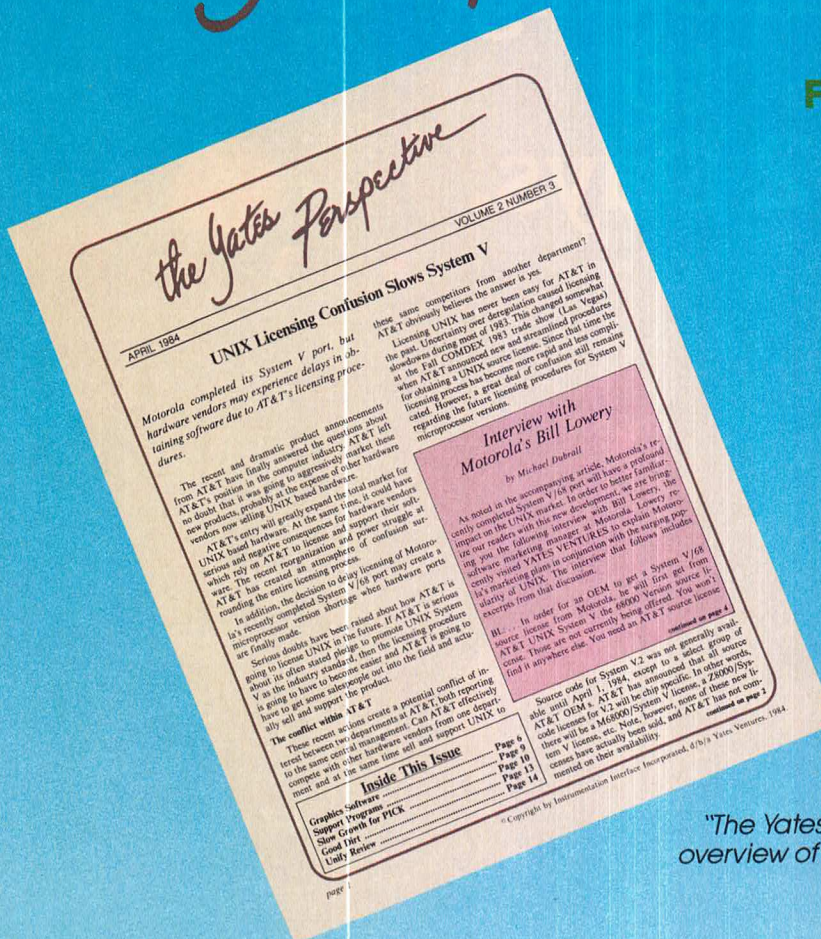 F
the Yates Perspective
APRIL 1984
VOLUME 2 NUMBER 3
UNIX Licensing Confusion Slows System V
Motorola completed its System V port, but
hardware vendors may experience delays in ob-
taining software due to AT&T's licensing proce-
dures.
The recent and dramatic product announcements
from AT&T have finally answered the questions about
AT&T's position in the computer industry. AT&T left
no doubt that it was going to aggressively market these
new products, probably at the expense of other hardware
vendors now selling UNIX based hardware.
AT&T's entry will greatly expand the total market for
UNIX based hardware. At the same time, it could have
serious and negative consequences for hardware vendors
which rely on AT&T to license and support their soft-
ware. The recent reorganization and power struggle at
AT&T has created an atmosphere of confusion sur-
rounding the entire licensing process.
In addition, the decision to delay licensing of Motoro-
la's recently completed System V/68 port may create a
microprocessor version shortage when hardware ports
are finally made.
Serious doubts have been raised about how AT&T is
going to license UNIX in the future. If AT&T is serious
about its often stated pledge to promote UNIX System
V as the industry standard, then the licensing procedure
is going to have to become easier and AT&T is going to
have to get some salespeople out into the field and actu-
ally sell and support the product.
The conflict within AT&T
These recent actions create a potential conflict of in-
terest between two departments at AT&T, both reporting
to the same central management. Can AT&T effectively
compete with other hardware vendors from one depart-
ment and at the same time sell and support UNIX to
Inside This Issue
Graphics Software ........ Page 6
Support Programs ........ Page 9
Slow Growth for PICK ........ Page 10
Good Dirt ........ Page 13
Unify Review ........ Page 14
these same competitors from another department?
AT&T obviously believes the answer is yes.
Licensing UNIX has never been easy for AT&T in
the past. Uncertainty over deregulation caused licensing
slowdowns during most of 1983. This changed somewhat
at the Fall COMDEX 1983 trade show (Las Vegas)
when AT&T announced new and streamlined procedures
for obtaining a UNIX source license. Since that time the
licensing process has become more rapid and less compli-
cated. However, a great deal of confusion still remains
regarding the future licensing procedures for System V
microprocessor versions.
Interview with
Motorola's Bill Lowery
by Michael Dubrall
As noted in the accompanying article, Motorola's re-
cently completed System V/68 port will have a profound
impact on the UNIX market. In order to better familiar-
ize our readers with this new development, we are bring-
ing you the following interview with Bill Lowery, the
software marketing manager at Motorola. Lowery re-
cently visited YATES VENTURES to explain Motoro-
la's marketing plans in conjunction with the surging pop-
ularity of UNIX. The interview that follows includes
excerpts from that discussion.
BL: . . In order for an OEM to get a System V/68
source license from Motorola, he will first get from
AT&T UNIX System V the 68000 Version source li-
cense. Those are not currently being offered. You won't
find it anywhere else. You need an AT&T source license
continued on page 4
Source code for System V.2 was not generally avail-
able until April 1, 1984, except to a select group of
AT&T OEMs. AT&T has announced that all source
code licenses for V.2 will be chip specific. In other words,
there will be a M68000/System V license, a Z8000/Sys-
tem V license, etc. Note, however, none of these new li-
censes have actually been sold, and AT&T has not com-
mented on their availability.
continued on page 2
©Copyright by Instrumentation Interface Incorporated, d/b/a Yates Ventures, 1984
page 1
"The Yates
overview of